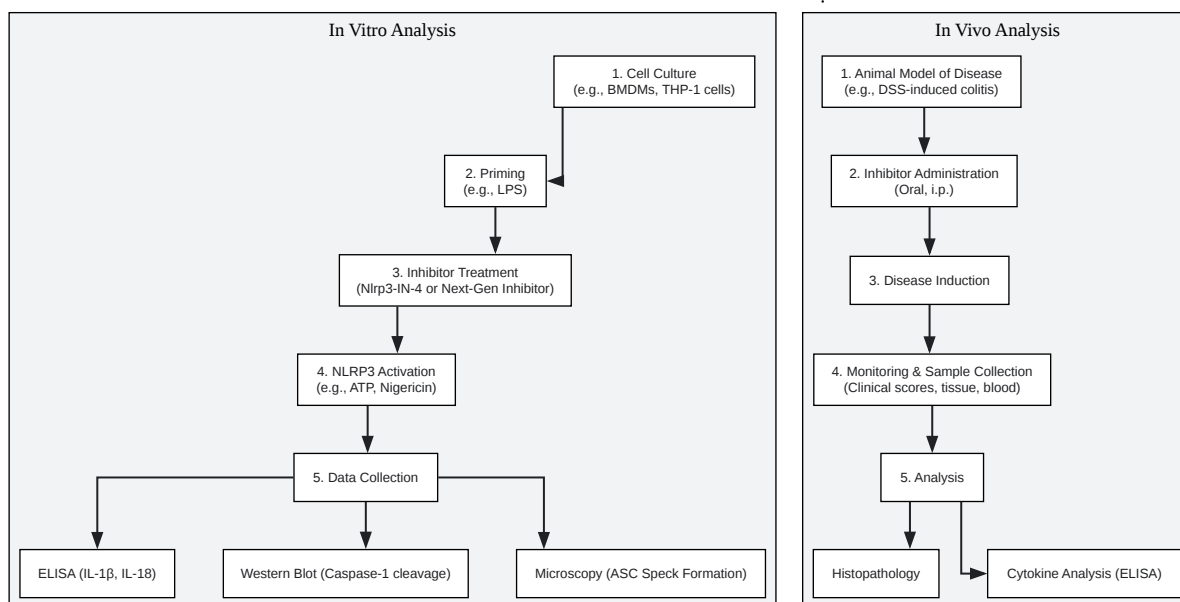 In Vitro Analysis
1. Cell Culture
(e.g., BMDMs, THP-1 cells)
2. Priming
(e.g., LPS)
3. Inhibitor Treatment
(Nlrp3-IN-4 or Next-Gen Inhibitor)
4. NLRP3 Activation
(e.g., ATP, Nigericin)
5. Data Collection
ELISA (IL-1β, IL-18)
Western Blot (Caspase-1 cleavage)
Microscopy (ASC Speck Formation)
In Vivo Analysis
1. Animal Model of Disease
(e.g., DSS-induced colitis)
2. Inhibitor Administration
(Oral, i.p.)
3. Disease Induction
4. Monitoring & Sample Collection
(Clinical scores, tissue, blood)
5. Analysis
Histopathology
Cytokine Analysis (ELISA)